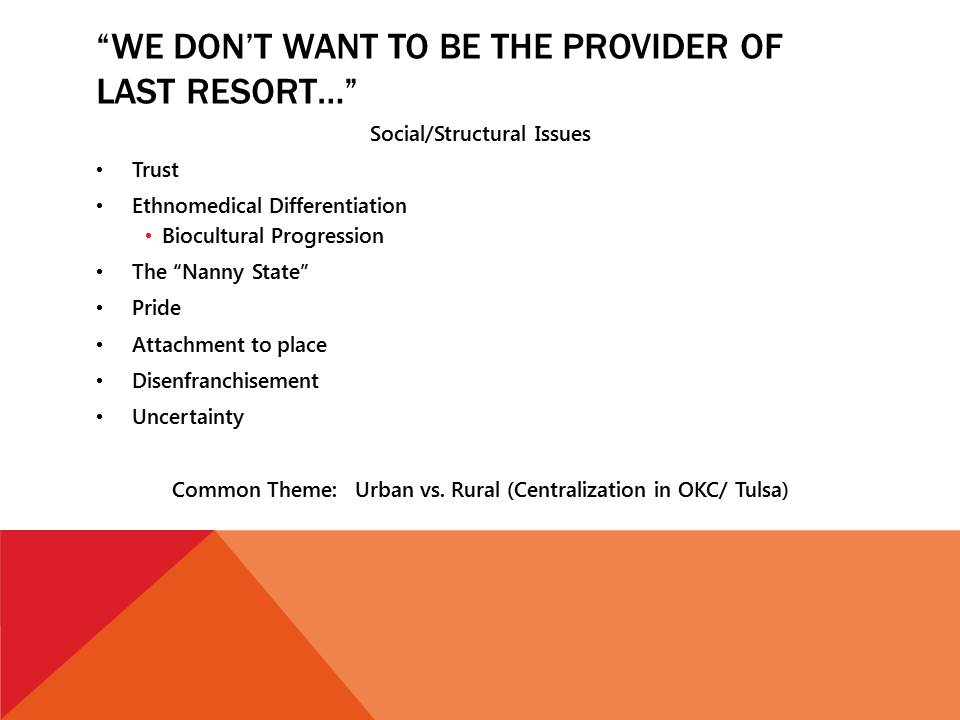 “WE DON’T WANT TO BE THE PROVIDER OF
LAST RESORT…”
Social/Structural Issues
• Trust
• Ethnomedical Differentiation
• Biocultural Progression
• The “Nanny State”
• Pride
• Attachment to place
• Disenfranchisement
• Uncertainty
Common Theme: Urban vs. Rural (Centralization in OKC/ Tulsa)